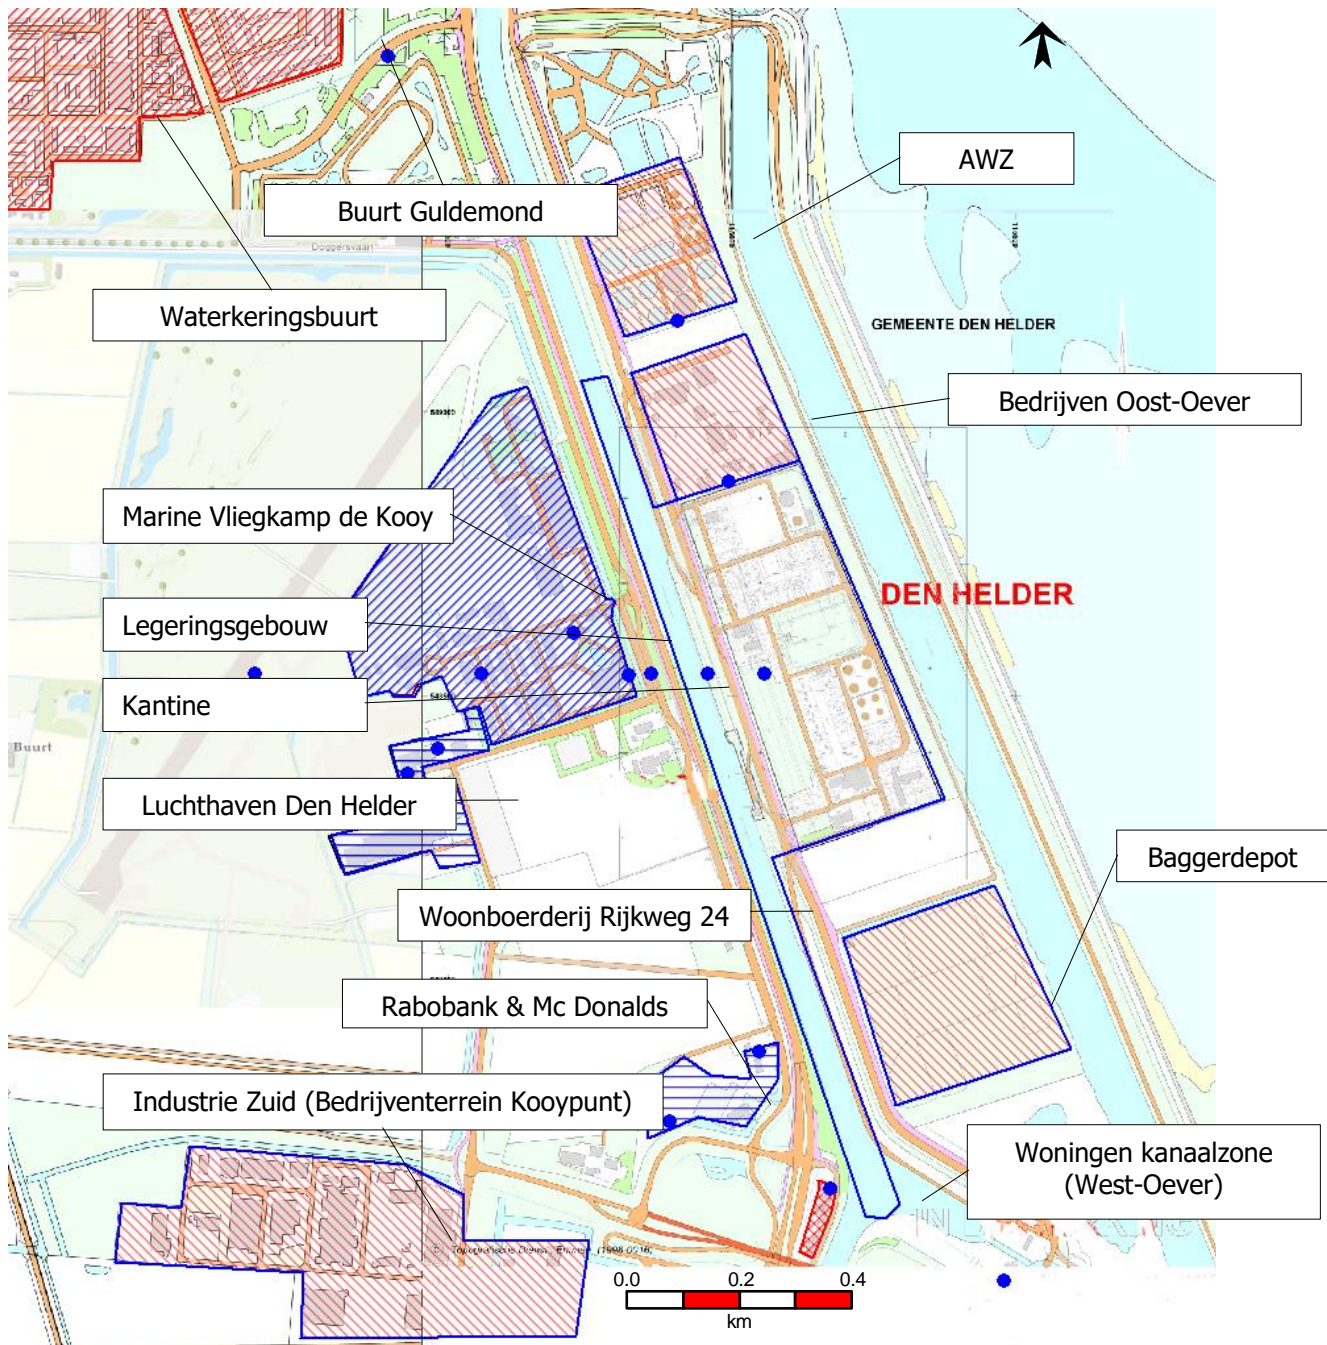 AWZ
Buurt Guldemond
Doggersvaart
Waterkeringsbuurt
GEMEENTE DEN HELDER
Bedrijven Oost-Oever
Marine Vliegkamp de Kooy
DEN HELDER
Legeringsgebouw
Kantine
Buurt
Luchthaven Den Helder
Baggerdepot
Woonboerderij Rijkweg 24
Rabobank & Mc Donalds
Industrie Zuid (Bedrijventerrein Kooypunt)
Woningen kanaalzone
(West-Oever)
0.0 0.2 0.4
km